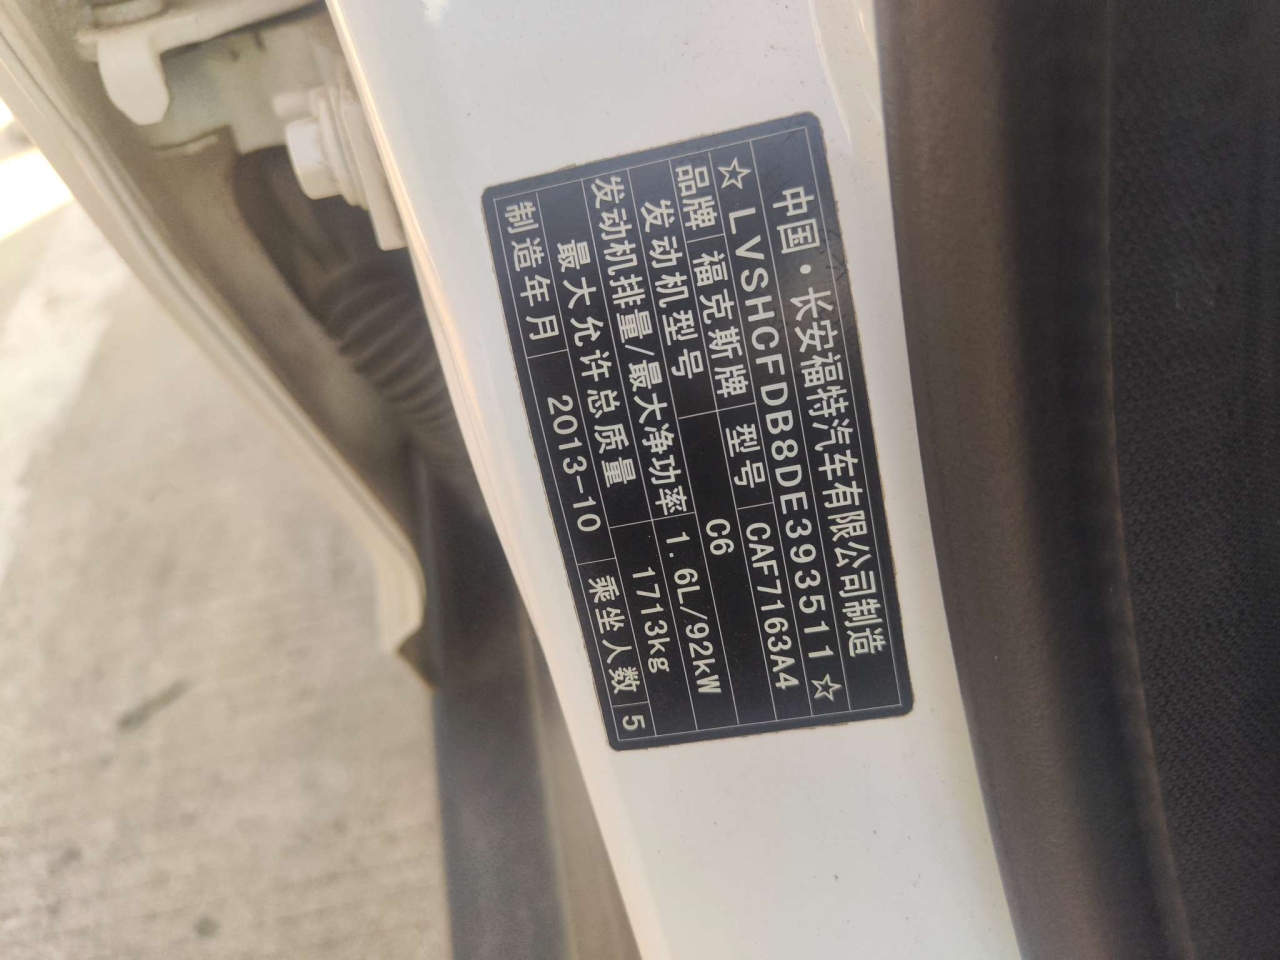 中国·长安福特汽车有限公司制造
☆LVSHCFDB8DE393511☆
品牌 福克斯牌 型号 CAF7163A4
发动机型号 C6
发动机排量/最大净功率 1.6L/92kW
最大允许总质量 1713kg
制造年月 2013-10 乘坐人数 5